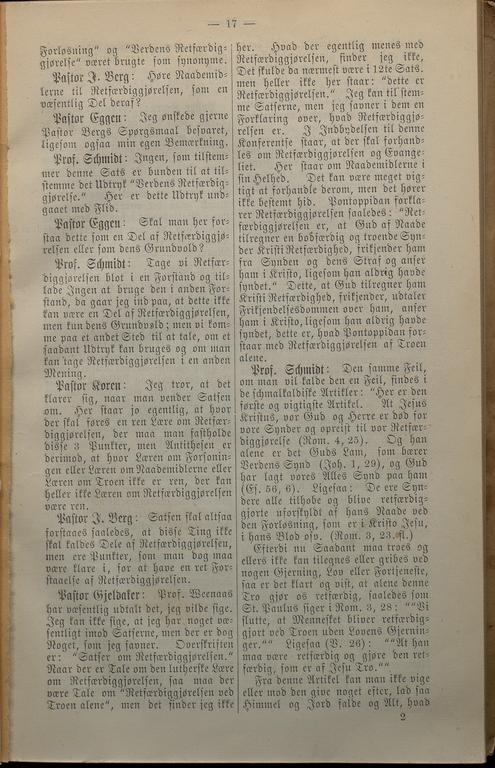 — 17 —
Forløsning“ og “Verdens Retfærdig-
gjørelse“ været brugte som synonyme.
Pastor J. Berg: Høre Naademid-
lerne til Retfærdiggjørelsen, som en
væsentlig Del deraf?
Pastor Eggen: Jeg ønskede gjerne
Pastor Bergs Spørgsmaal besvaret,
ligesom ogsaa min egen Bemærkning.
Prof. Schmidt: Ingen, som tilstem-
mer denne Sats er bunden til at til-
stemme det Udtryk “Verdens Retfærdig-
gjørelse.“ Her er dette Udtryk und-
gaaet med Flid.
Pastor Eggen: Skal man her for-
staa dette som en Del af Retfærdiggjø-
relsen eller som dens Grundvold?
Prof. Schmidt: Tage vi Retfær-
diggjørelsen blot i en Forstand og til-
lade Ingen at bruge den i anden For-
stand, da gaar jeg ind paa, at dette ikke
kan være en Del af Retfærdiggjørelsen,
men kun dens Grundvold; men vi kom-
me paa et andet Sted til at tale, om et
saadant Udtryk kan bruges og om man
kan tage Retfærdiggjørelsen i en anden
Mening.
Pastor Koren: Jeg tror, at det
klarer sig, naar man vender Satsen
om. Her staar jo egentlig, at hvor
der skal føres en ren Lære om Retfær-
diggjørelsen, der maa man fastholde
disse 3 Punkter, men Antithesen er
derimod, at hvor Læren om Forsonin-
gen eller Læren om Naademidlerne eller
Læren om Troen ikke er ren, der kan
heller ikke Læren om Retfærdiggjørelsen
være ren.
Pastor J. Berg: Satsen skal altsaa
forstaaes saaledes, at disse Ting ikke
skal kaldes Dele af Retfærdiggjørelsen,
men ere Punkter, som man dog maa
være klare i, for at have en ret For-
staaelse af Retfærdiggjørelsen.
Pastor Gjeldaker: Prof. Weenaas
har væsentlig udtalt det, jeg vilde sige.
Jeg kan ikke sige, at jeg har noget væ-
sentligt imod Satserne, men der er dog
Noget, som jeg savner. Overskriften
er: “Satser om Retfærdiggjørelsen.“
Naar der er Tale om den lutherske Lære
om Retfærdiggjørelsen, saa maa der
være Tale om “Retfærdiggjørelsen ved
Troen alene“, men det finder jeg ikke
her. Hvad der egentlig menes med
Retfærdiggjørelsen, finder jeg ikke,
Det skulde da nærmest være i 12te Sats.
men heller ikke her staar: “dette er
Retfærdiggjørelsen.“ Jeg kan til stem-
me Satserne, men jeg savner i dem en
Forklaring over, hvad Retfærdiggjø-
relsen er. I Indbydelsen til denne
Konferentse staar, at der skal forhand-
les om Retfærdiggjørelsen og Evange-
liet. Her staar om Naademidlerne i
sin Helhed. Det kan være meget vig-
tigt at forhandle derom, men det hører
ikke bestemt hid. Pontoppidan forkla-
rer Retfærdiggjørelsen saaledes: “Ret-
færdiggjørelsen er, at Gud af Naade
tilregner en bodfærdig og troende Syn-
der Kristi Retfærdighed, frikjender ham
fra Synden og dens Straf og anser
ham i Kristo, ligesom han aldrig havde
syndet.“ Dette, at Gud tilregner ham
Kristi Retfærdighed, frikjender, udtaler
Frikjendelsesdommen over ham, anser
ham i Kristo, ligesom han aldrig havde
syndet, dette er, hvad Pontoppidan for-
staar med Retfærdiggjørelsen af Troen
alene.
Prof. Schmidt: Den samme Feil,
om man vil kalde den en Feil, findes i
de schmalkaldiske Artikler: “Her er den
første og vigtigste Artikel. At Jesus
Kristus, vor Gud og Herre er død for
vore Synder og opreist til vor Retfær-
diggjørelse (Rom. 4, 25). Og han
alene er det Guds Lam, som bærer
Verdens Synd (Joh. 1, 29), og Gud
har lagt vores Alles Synd paa ham
(Es. 56, 6). Ligesaa: De ere Syn-
dere alle tilhobe og blive retfærdig-
gjorte uforskyldt af hans Naade ved
den Forløsning, som er i Kristo Jesu,
i hans Blod osv. (Rom. 3, 23.fl.)
Efterdi nu Saadant maa troes og
ellers ikke kan tilegnes eller gribes ved
nogen Gjerning, Lov eller Fortjeneste,
saa er det klart og vist, at alene denne
Tro gjør os retfærdig, saaledes som
St. Paulus siger i Rom. 3, 28: ““Vi
slutte, at Mennesket bliver retfærdig-
gjort ved Troen uden Lovens Gjernin-
ger.““ Ligesaa (V. 26): ““At han
maa være retfærdig og gjøre den ret-
færdig, som er af Jesu Tro.““
Fra denne Artikel kan man ikke vige
eller mod den give noget efter, lad saa
Himmel og Jord falde og Alt, hvad
2